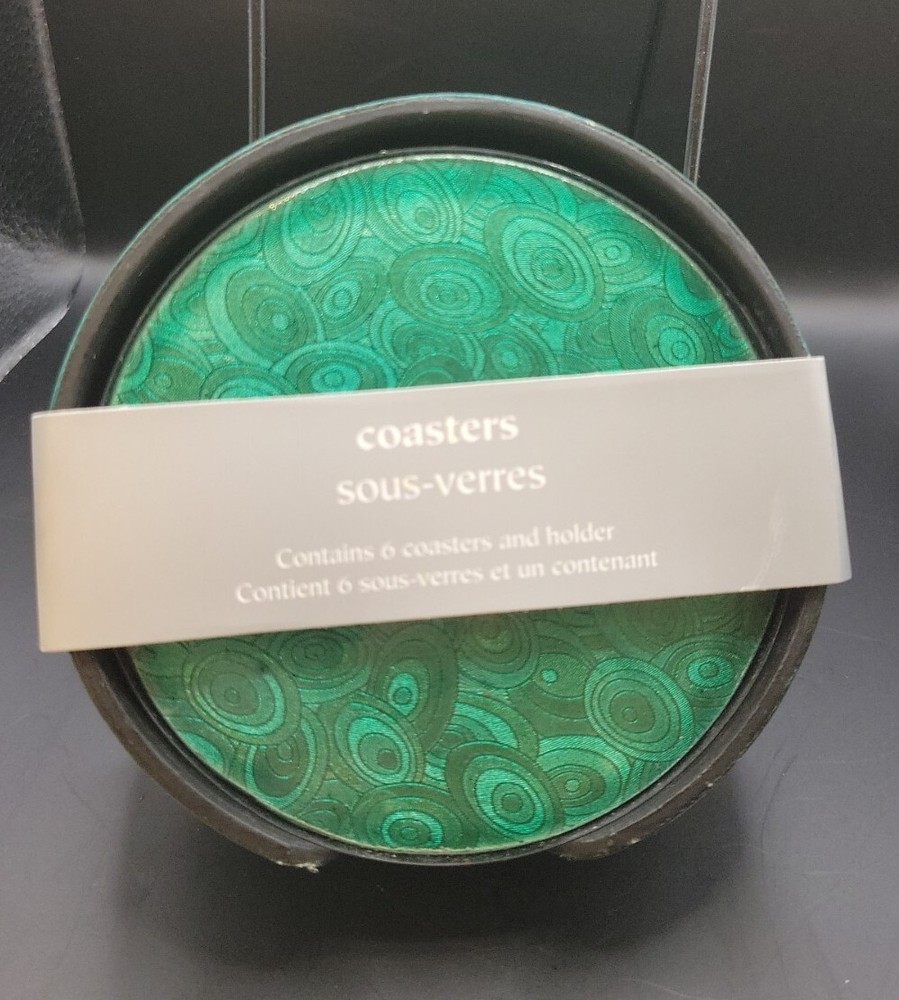 coasters
sous-verres
Contains 6 coasters and holder
Contient 6 sous-verres et un contenant